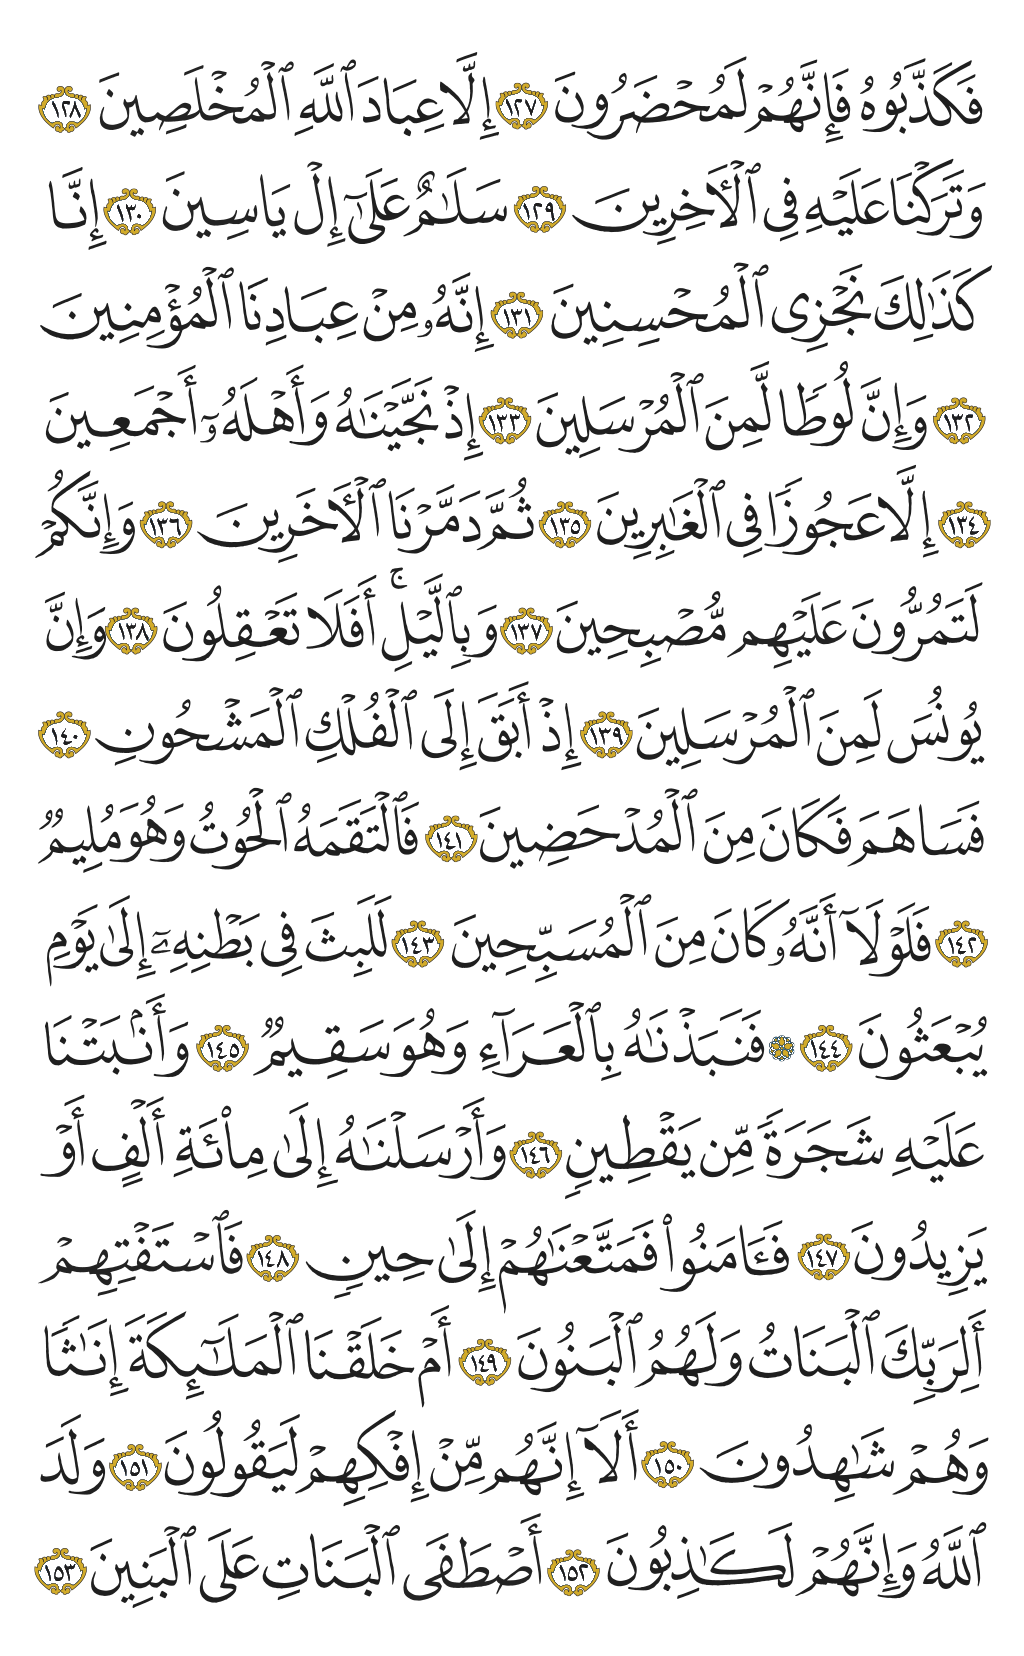 فَكَذَّبُوهُ فَإِنَّهُمْ لَمُحْضَرُونَ ١٢٧ إِلَّا عِبَادَ ٱللَّهِ ٱلْمُخْلَصِينَ ١٢٨
وَتَرَكْنَا عَلَيْهِ فِى ٱلْـَٔاخِرِينَ ١٢٩ سَلَـٰمٌ عَلَىٰٓ إِلْ يَاسِينَ ١٣٠ إِنَّا
كَذَٰلِكَ نَجْزِى ٱلْمُحْسِنِينَ ١٣١ إِنَّهُۥ مِنْ عِبَادِنَا ٱلْمُؤْمِنِينَ
١٣٢ وَإِنَّ لُوطًا لَّمِنَ ٱلْمُرْسَلِينَ ١٣٣ إِذْ نَجَّيْنَـٰهُ وَأَهْلَهُۥٓ أَجْمَعِينَ
١٣٤ إِلَّا عَجُوزًا فِى ٱلْغَـٰبِرِينَ ١٣٥ ثُمَّ دَمَّرْنَا ٱلْـَٔاخَرِينَ ١٣٦ وَإِنَّكُمْ
لَتَمُرُّونَ عَلَيْهِم مُّصْبِحِينَ ١٣٧ وَبِٱلَّيْلِ ۚ أَفَلَا تَعْقِلُونَ ١٣٨ وَإِنَّ
يُونُسَ لَمِنَ ٱلْمُرْسَلِينَ ١٣٩ إِذْ أَبَقَ إِلَى ٱلْفُلْكِ ٱلْمَشْحُونِ ١٤٠
فَسَاهَمَ فَكَانَ مِنَ ٱلْمُدْحَضِينَ ١٤١ فَٱلْتَقَمَهُ ٱلْحُوتُ وَهُوَ مُلِيمٌ
١٤٢ فَلَوْلَآ أَنَّهُۥ كَانَ مِنَ ٱلْمُسَبِّحِينَ ١٤٣ لَلَبِثَ فِى بَطْنِهِۦٓ إِلَىٰ يَوْمِ
يُبْعَثُونَ ١٤٤ ۞ فَنَبَذْنَـٰهُ بِٱلْعَرَآءِ وَهُوَ سَقِيمٌ ١٤٥ وَأَنۢبَتْنَا
عَلَيْهِ شَجَرَةً مِّن يَقْطِينٍ ١٤٦ وَأَرْسَلْنَـٰهُ إِلَىٰ مِا۟ئَةِ أَلْفٍ أَوْ
يَزِيدُونَ ١٤٧ فَـَٔامَنُوا۟ فَمَتَّعْنَـٰهُمْ إِلَىٰ حِينٍ ١٤٨ فَٱسْتَفْتِهِمْ
أَلِرَبِّكَ ٱلْبَنَاتُ وَلَهُمُ ٱلْبَنُونَ ١٤٩ أَمْ خَلَقْنَا ٱلْمَلَـٰٓئِكَةَ إِنَـٰثًا
وَهُمْ شَـٰهِدُونَ ١٥٠ أَلَآ إِنَّهُم مِّنْ إِفْكِهِمْ لَيَقُولُونَ ١٥١ وَلَدَ
ٱللَّهُ وَإِنَّهُمْ لَكَـٰذِبُونَ ١٥٢ أَصْطَفَى ٱلْبَنَاتِ عَلَى ٱلْبَنِينَ ١٥٣